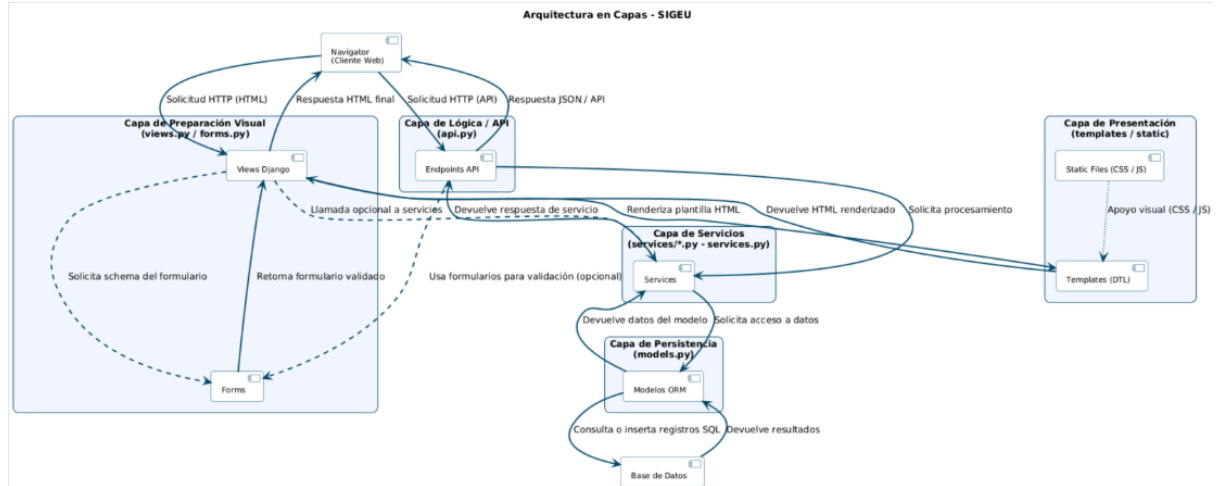 Arquitectura en Capas - SIGEU
Navigator
(Cliente Web)
Solicitud HTTP (HTML)
Respuesta HTML final
Solicitud HTTP (API)
Respuesta JSON / API
Capa de Preparación Visual
(views.py / forms.py)
Capa de Lógica / API
(api.py)
Capa de Presentación
(templates / static)
Views Django
Endpoints API
Static Files (CSS / JS)
Llamada opcional a servicios
Devuelve respuesta de servicio
Renderiza plantilla HTML
Devuelve HTML renderizado
Solicita procesamiento
Apoyo visual (CSS / JS)
Capa de Servicios
(services/*.py - services.py)
Solicita schema del formulario
Retorna formulario validado
Usa formularios para validación (opcional)
Services
Templates (DTL)
Devuelve datos del modelo
Solicita acceso a datos
Capa de Persistencia
(models.py)
Forms
Modelos ORM
Consulta o inserta registros SQL
Devuelve resultados
Base de Datos